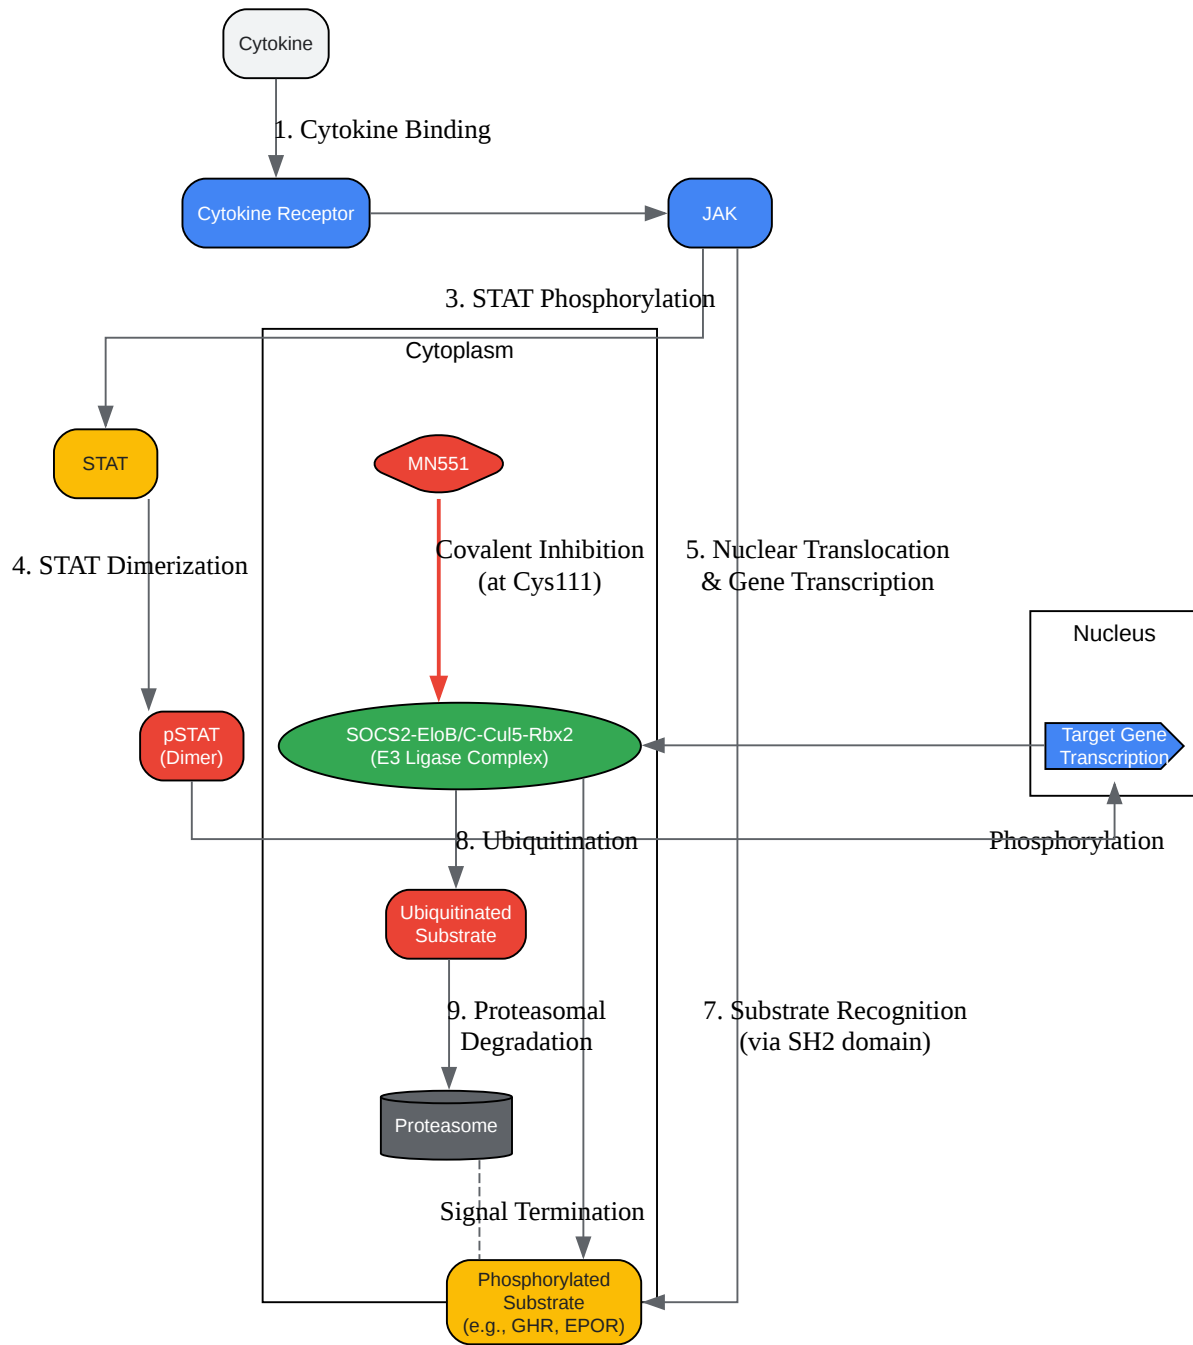 Cytokine
1. Cytokine Binding
Cytokine Receptor
JAK
3. STAT Phosphorylation
Cytoplasm
STAT
MN551
Covalent Inhibition
(at Cys111)
5. Nuclear Translocation
& Gene Transcription
4. STAT Dimerization
Nucleus
pSTAT
(Dimer)
SOCS2-EloB/C-Cul5-Rbx2
(E3 Ligase Complex)
Target Gene
Transcription
8. Ubiquitination
Phosphorylation
Ubiquitinated
Substrate
9. Proteasomal
Degradation
7. Substrate Recognition
(via SH2 domain)
Proteasome
Signal Termination
Phosphorylated
Substrate
(e.g., GHR, EPOR)